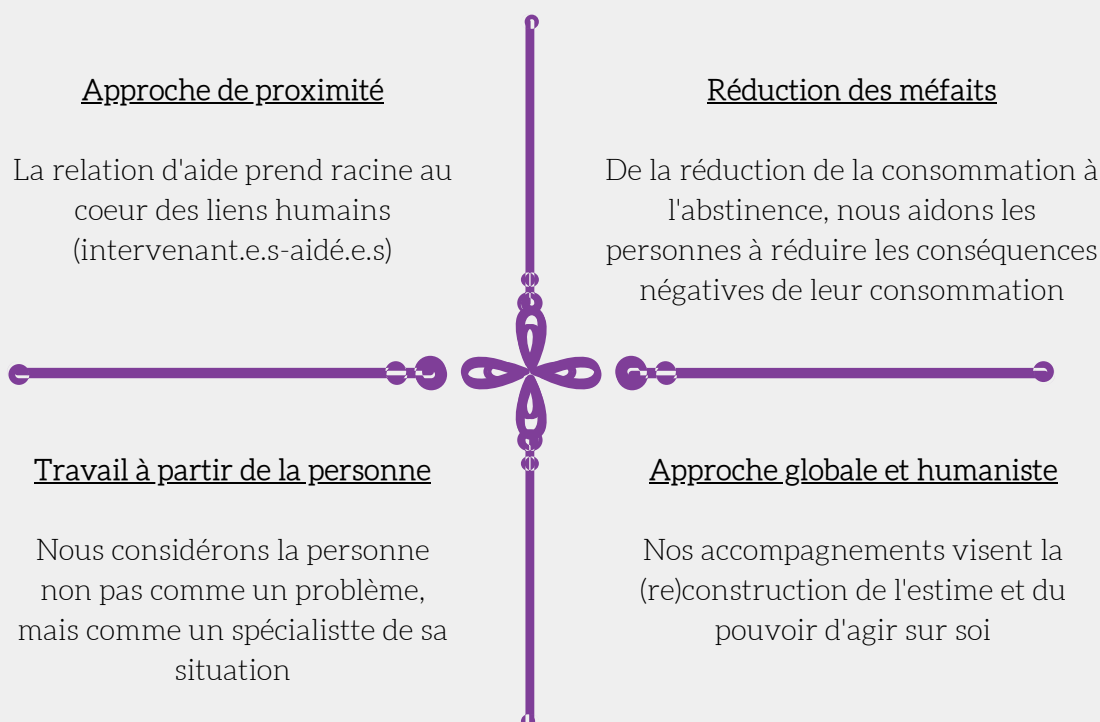 Approche de proximité
La relation d'aide prend racine au
coeur des liens humains
(intervenant.e.s-aidé.e.s)
Réduction des méfaits
De la réduction de la consommation à
l'abstinence, nous aidons les
personnes à réduire les conséquences
négatives de leur consommation
Travail à partir de la personne
Nous considérons la personne
non pas comme un problème,
mais comme un spécialistte de sa
situation
Approche globale et humaniste
Nos accompagnements visent la
(re)construction de l'estime et du
pouvoir d'agir sur soi